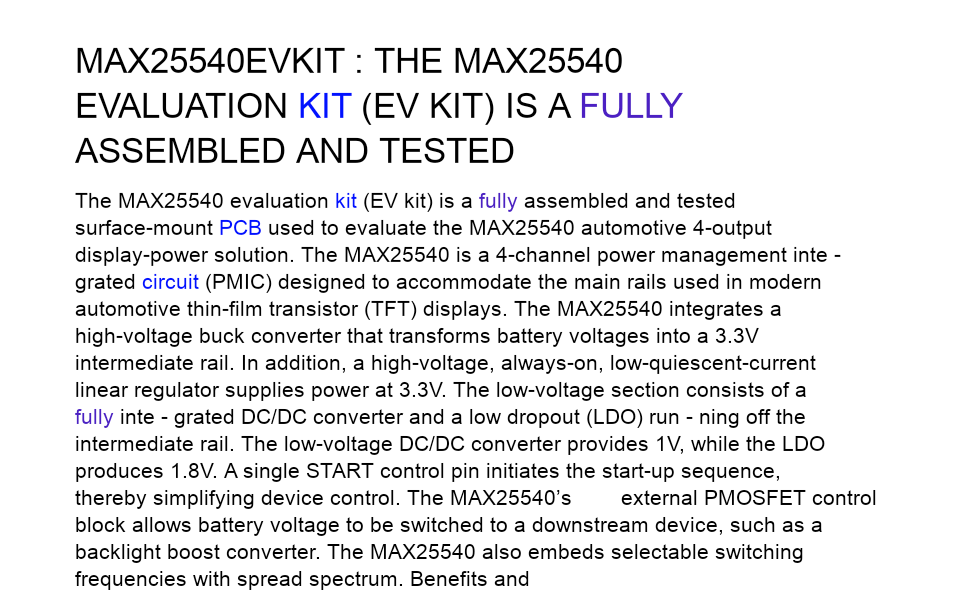 MAX25540EVKIT : THE MAX25540
EVALUATION KIT (EV KIT) IS A FULLY
ASSEMBLED AND TESTED
The MAX25540 evaluation kit (EV kit) is a fully assembled and tested
surface-mount PCB used to evaluate the MAX25540 automotive 4-output
display-power solution. The MAX25540 is a 4-channel power management inte -
grated circuit (PMIC) designed to accommodate the main rails used in modern
automotive thin-film transistor (TFT) displays. The MAX25540 integrates a
high-voltage buck converter that transforms battery voltages into a 3.3V
intermediate rail. In addition, a high-voltage, always-on, low-quiescent-current
linear regulator supplies power at 3.3V. The low-voltage section consists of a
fully inte - grated DC/DC converter and a low dropout (LDO) run - ning off the
intermediate rail. The low-voltage DC/DC converter provides 1V, while the LDO
produces 1.8V. A single START control pin initiates the start-up sequence,
thereby simplifying device control. The MAX25540’s external PMOSFET control
block allows battery voltage to be switched to a downstream device, such as a
backlight boost converter. The MAX25540 also embeds selectable switching
frequencies with spread spectrum. Benefits and